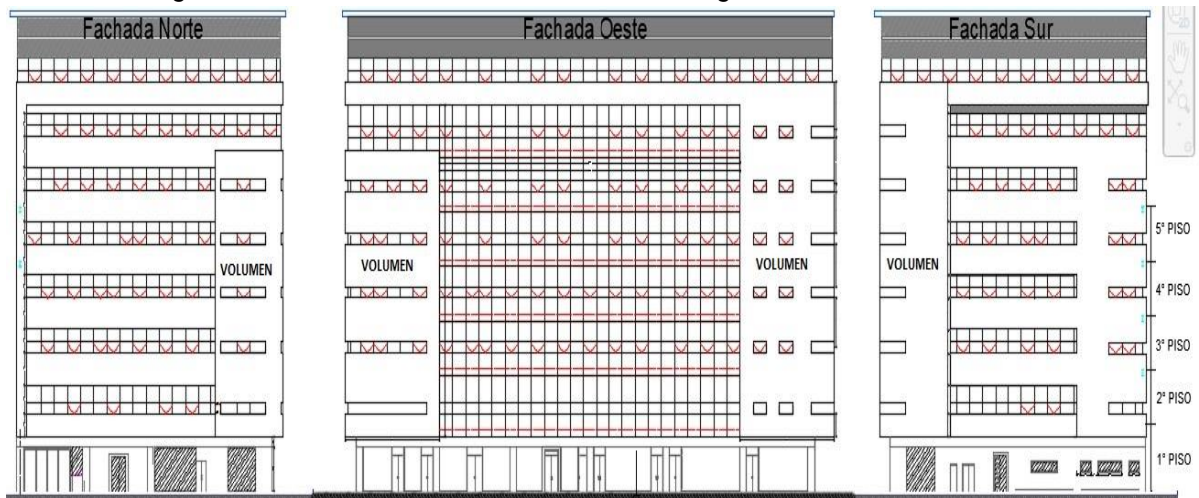 Fachada Norte
Fachada Oeste
Fachada Sur
VOLUMEN
VOLUMEN
VOLUMEN
VOLUMEN
5° PISO
4° PISO
3° PISO
2° PISO
1° PISO